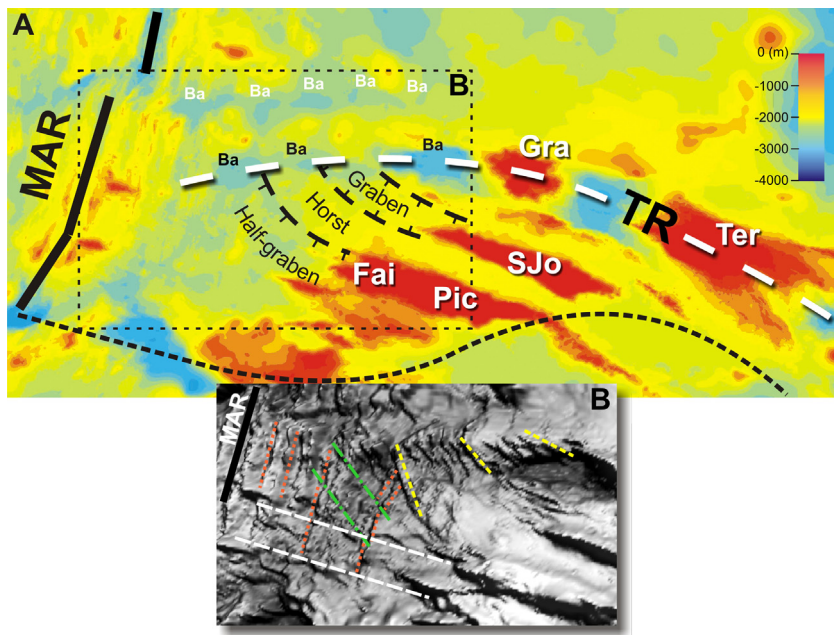 A
0 (m)
-1000
-2000
-3000
-4000
B
Ba Ba Ba Ba Ba
MAR
Ba Ba Ba
Gra
Graben
Horst
Half-graben
TR
Ter
Fai
SJo
Pic
B
MAR